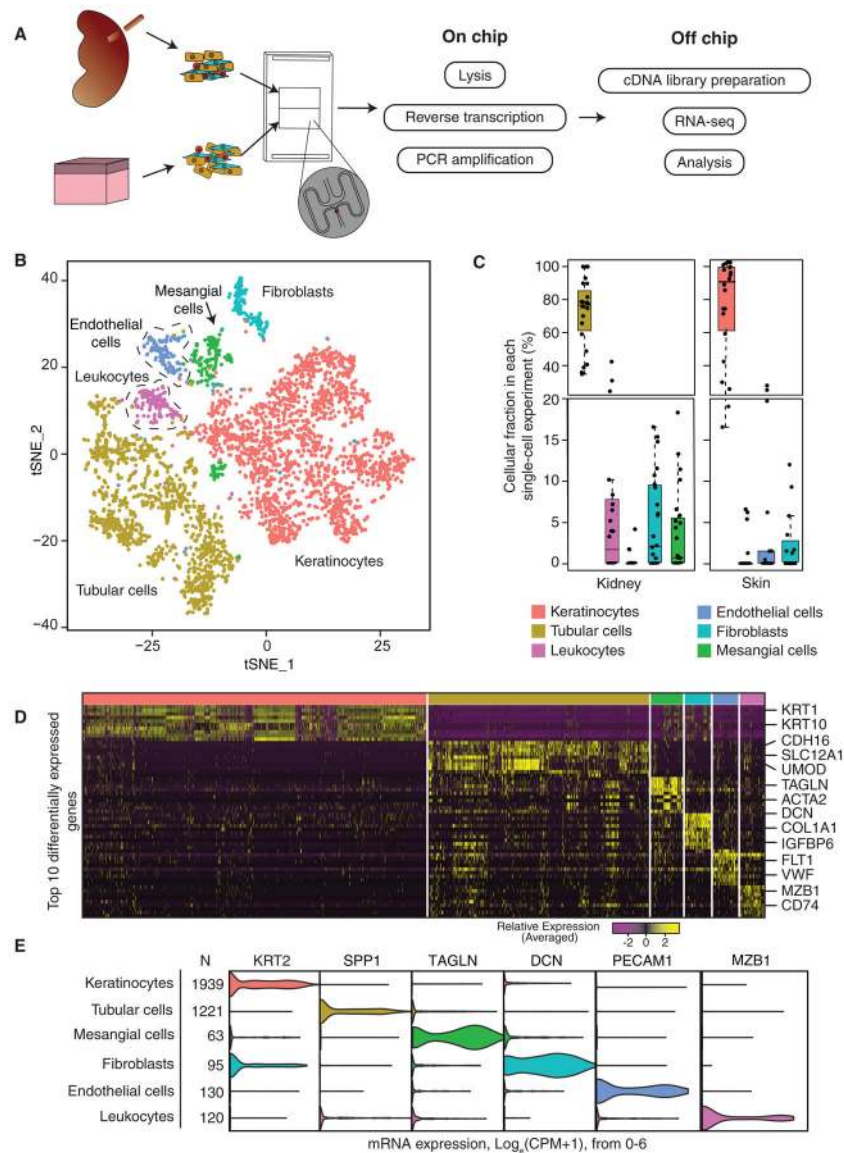 A
On chip
Off chip
Lysis
cDNA library preparation
Reverse transcription
RNA-seq
PCR amplification
Analysis
B
40
20
0
−20
−40
−25
0
25
tSNE_2
tSNE_1
Mesangial
cells
Fibroblasts
Endothelial
cells
Leukocytes
Keratinocytes
Tubular cells
C
Cellular fraction in each
single-cell experiment (%)
100
80
60
40
20
15
10
5
0
Kidney
Skin
Keratinocytes
Endothelial cells
Tubular cells
Fibroblasts
Leukocytes
Mesangial cells
D
Top 10 differentially expressed
genes
KRT1
KRT10
CDH16
SLC12A1
UMOD
TAGLN
ACTA2
DCN
COL1A1
IGFBP6
FLT1
VWF
MZB1
CD74
Relative Expression
(Averaged)
-2 0 2
E
N KRT2 SPP1 TAGLN DCN PECAM1 MZB1
Keratinocytes 1939
Tubular cells 1221
Mesangial cells 63
Fibroblasts 95
Endothelial cells 130
Leukocytes 120
mRNA expression, Loge(CPM+1), from 0-6